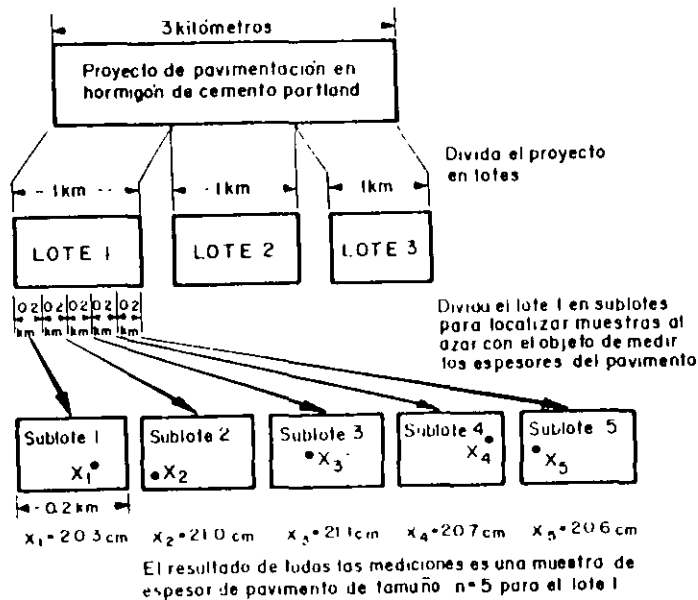 3 kilómetros
Proyecto de pavimentación en
hormigón de cemento portland
Divida el proyecto
en lotes
- 1 km -
- 1 km
1 km
LOTE 1
LOTE 2
LOTE 3
0.2 0.2 0.2 0.2 0.2
km km
Divida el lote 1 en sublotes
para localizar muestras al
azar con el objeto de medir
los espesores del pavimento
Sublote 1
Sublote 2
Sublote 3
Sublote 4
Sublote 5
X₁
X₂
X₃
X₄
X₅
- 0.2 km
X₁ = 20.3 cm X₂ = 21.0 cm X₃ = 21.1 cm X₄ = 20.7 cm X₅ = 20.6 cm
El resultado de todas las mediciones es una muestra de
espesor de pavimento de tamaño n = 5 para el lote 1